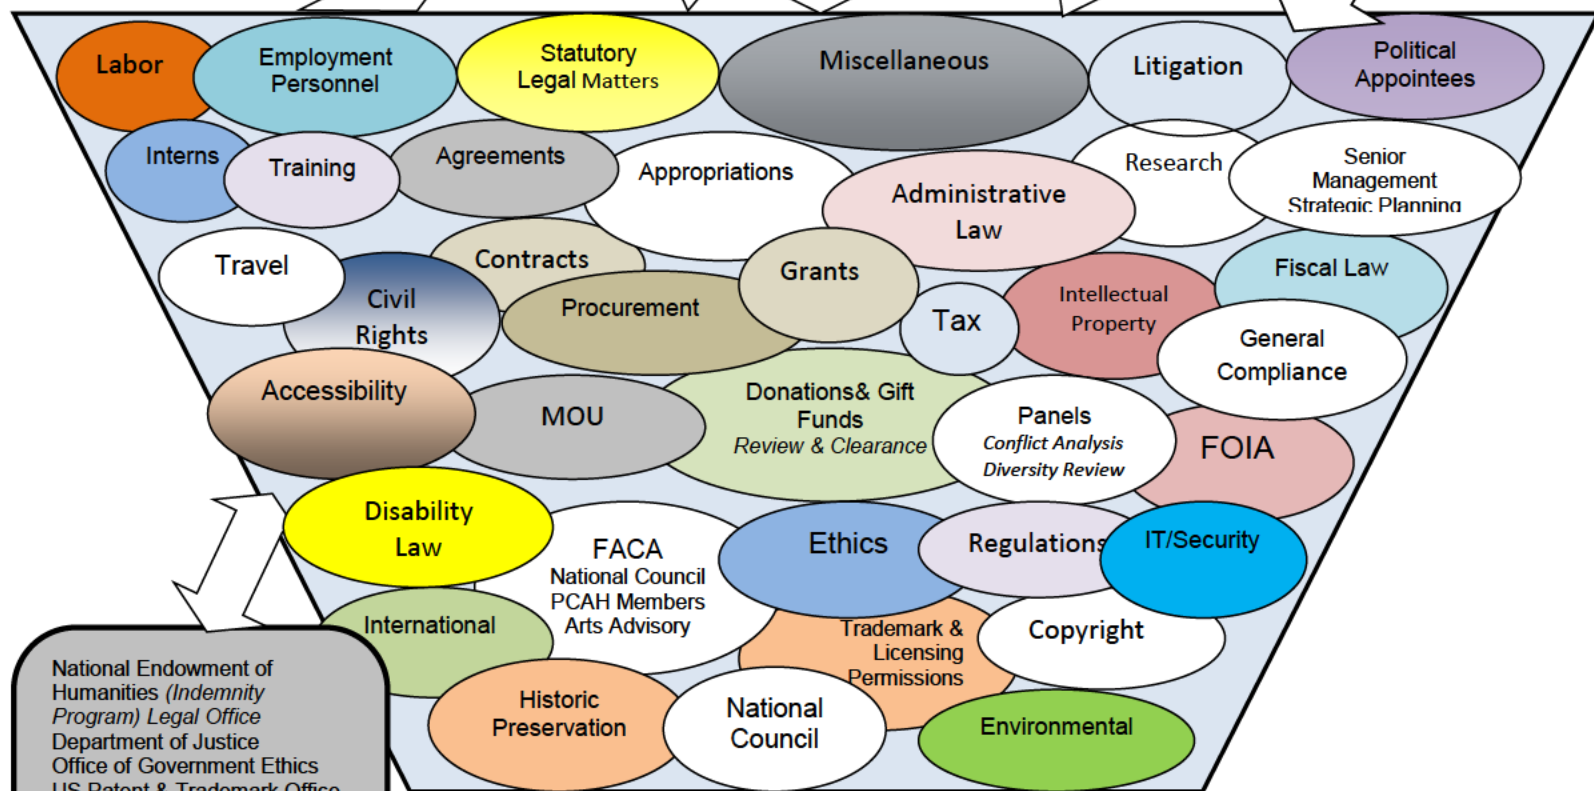 Labor
Employment
Personnel
Statutory
Legal Matters
Miscellaneous
Litigation
Political
Appointees
Interns
Training
Agreements
Appropriations
Administrative
Law
Research
Senior
Management
Strategic Planning
Travel
Civil
Rights
Contracts
Procurement
Grants
Tax
Intellectual
Property
Fiscal Law
General
Compliance
Accessibility
MOU
Donations& Gift
Funds
Review & Clearance
Panels
Conflict Analysis
Diversity Review
FOIA
Disability
Law
FACA
National Council
PCAH Members
Arts Advisory
Ethics
Regulations
IT/Security
International
Trademark &
Licensing
Permissions
Copyright
Historic
Preservation
National
Council
Environmental
National Endowment of
Humanities (Indemnity
Program) Legal Office
Department of Justice
Office of Government Ethics
US Patent & Trademark Office